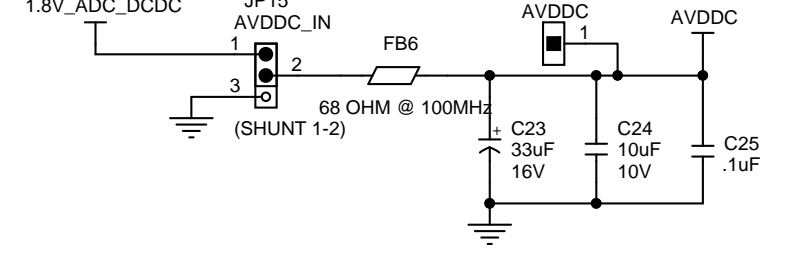 1.8V_ADC_DCDC
JP15
AVDDC_IN
1
2
3
(SHUNT 1-2)
FB6
68 OHM @ 100MHz
AVDDC
1
AVDDC
+
C23
33uF
16V
C24
10uF
10V
C25
.1uF